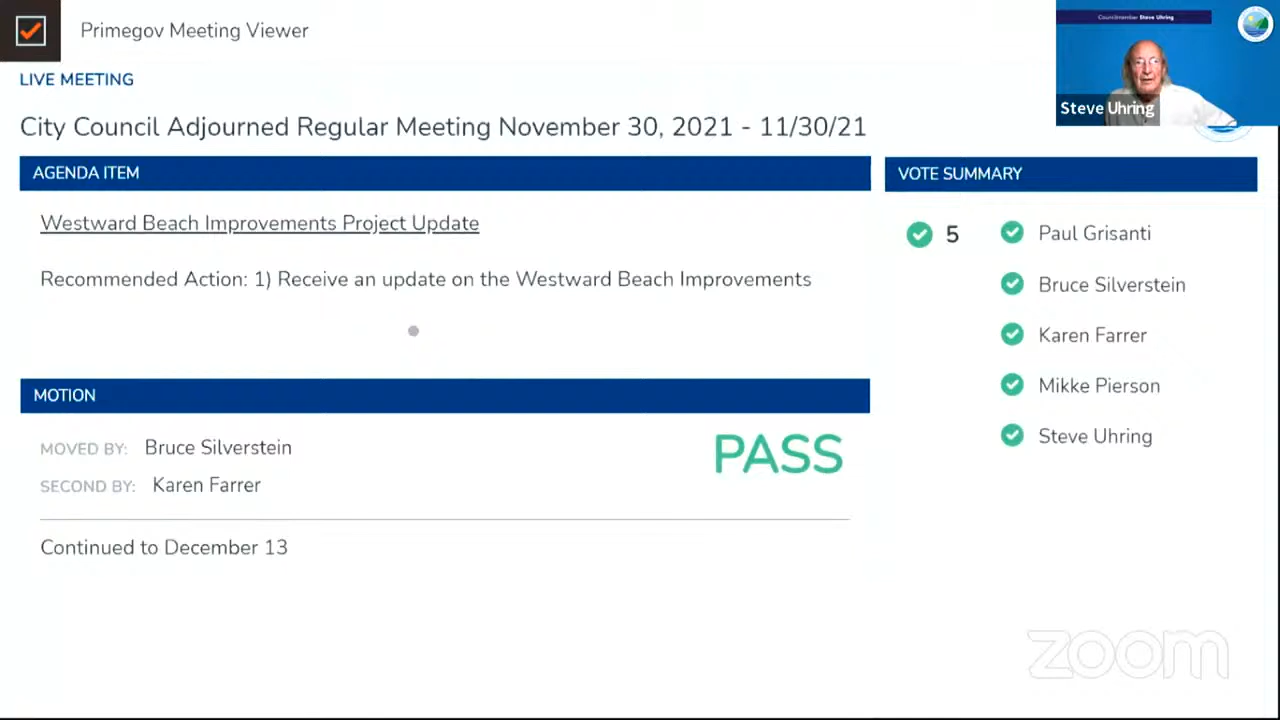 Primegov Meeting Viewer
Councilmember Steve Uhring
LIVE MEETING
Steve Uhring
City Council Adjourned Regular Meeting November 30, 2021 - 11/30/21
AGENDA ITEM
VOTE SUMMARY
Westward Beach Improvements Project Update
Recommended Action: 1) Receive an update on the Westward Beach Improvements
5
Paul Grisanti
Bruce Silverstein
Karen Farrer
Mikke Pierson
Steve Uhring
MOTION
MOVED BY: Bruce Silverstein
SECOND BY: Karen Farrer
PASS
Continued to December 13
zoom